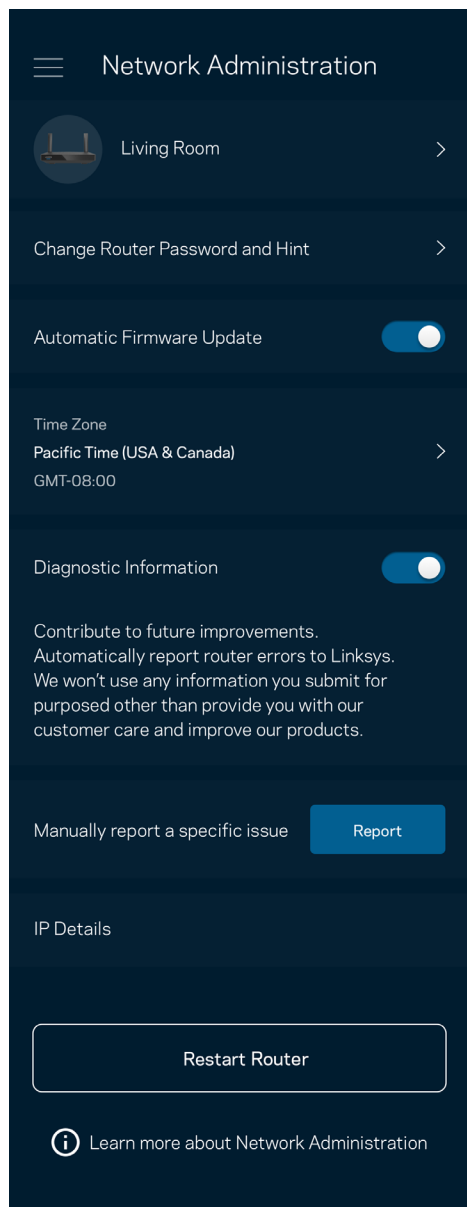 Network Administration
Living Room
Change Router Password and Hint
Automatic Firmware Update
Time Zone
Pacific Time (USA & Canada)
GMT-08:00
Diagnostic Information
Contribute to future improvements.
Automatically report router errors to Linksys.
We won't use any information you submit for
purposed other than provide you with our
customer care and improve our products.
Manually report a specific issue
Report
IP Details
Restart Router
Learn more about Network Administration